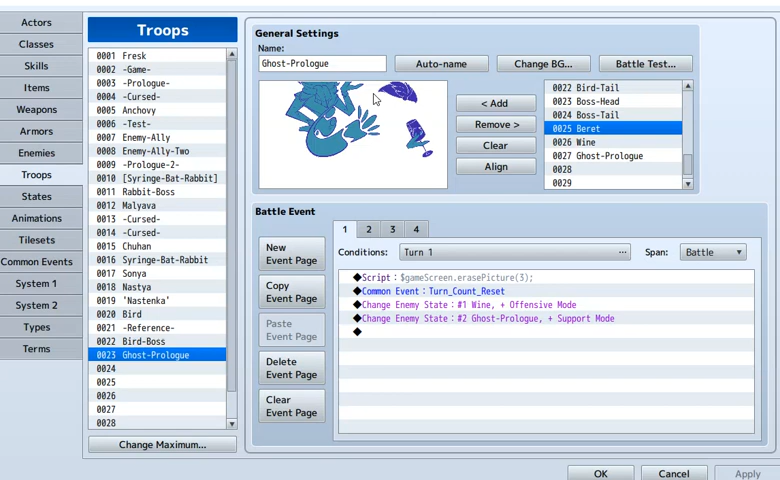 Actors
Classes
Skills
Items
Weapons
Armors
Enemies
Troops
States
Animations
Tilesets
Common Events
System 1
System 2
Types
Terms
Troops
0001 Fresk
0002 -Game-
0003 -Prologue-
0004 -Cursed-
0005 Anchovy
0006 -Test-
0007 Enemy-Ally
0008 Enemy-Ally-Two
0009 -Prologue-2-
0010 [Syringe-Bat-Rabbit]
0011 Rabbit-Boss
0012 Malyava
0013 -Cursed-
0014 -Cursed-
0015 Chuhan
0016 Syringe-Bat-Rabbit
0017 Sonya
0018 Nastya
0019 'Nastenka'
0020 Bird
0021 -Reference-
0022 Bird-Boss
0023 Ghost-Prologue
0024
0025
0026
0027
0028
Change Maximum...
General Settings
Name:
Ghost-Prologue
Auto-name
Change BG...
Battle Test...
< Add
Remove >
Clear
Align
0022 Bird-Tail
0023 Boss-Head
0024 Boss-Tail
0025 Beret
0026 Wine
0027 Ghost-Prologue
0028
0029
Battle Event
New
Event Page
Copy
Event Page
Paste
Event Page
Delete
Event Page
Clear
Event Page
1 2 3 4
Conditions: Turn 1 ... Span: Battle
◆Script：$gameScreen.erasePicture(3);
◆Common Event：Turn_Count_Reset
◆Change Enemy State：#1 Wine, + Offensive Mode
◆Change Enemy State：#2 Ghost-Prologue, + Support Mode
◆
OK
Cancel
Apply